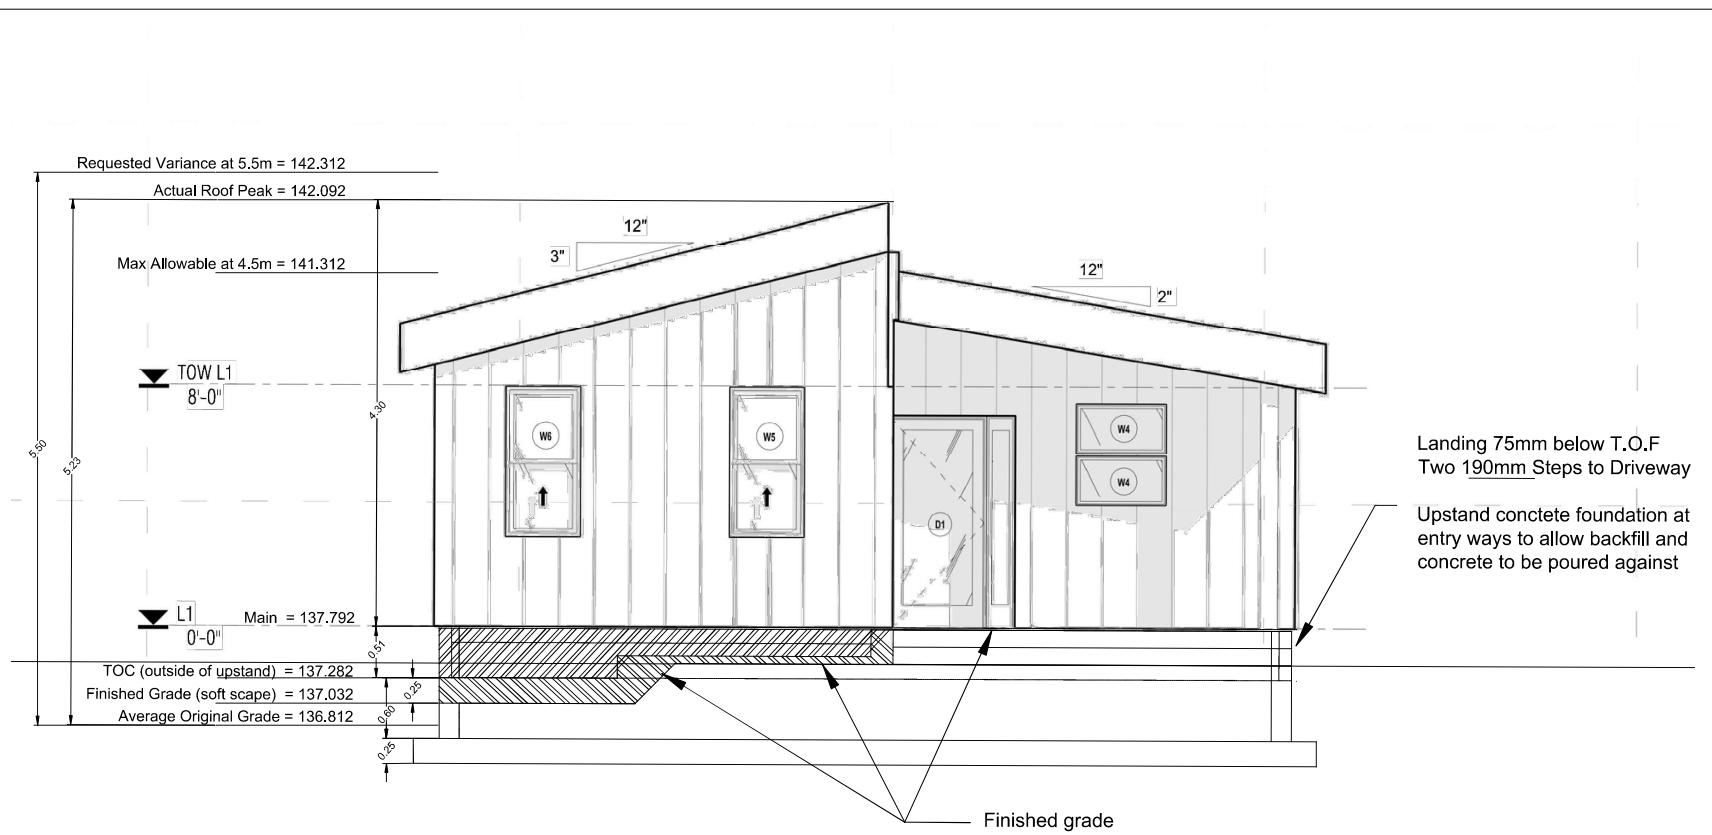 Requested Variance at 5.5m = 142.312
Actual Roof Peak = 142.092
Max Allowable at 4.5m = 141.312
12"
3"
12"
2"
TOW L1
8'-0"
5.50
5.23
4.30
W6
W5
W4
W4
D1
Landing 75mm below T.O.F
Two 190mm Steps to Driveway
Upstand conctete foundation at
entry ways to allow backfill and
concrete to be poured against
L1
0'-0"
Main = 137.792
0.51
TOC (outside of upstand) = 137.282
Finished Grade (soft scape) = 137.032
0.25
Average Original Grade = 136.812
0.60
0.25
Finished grade